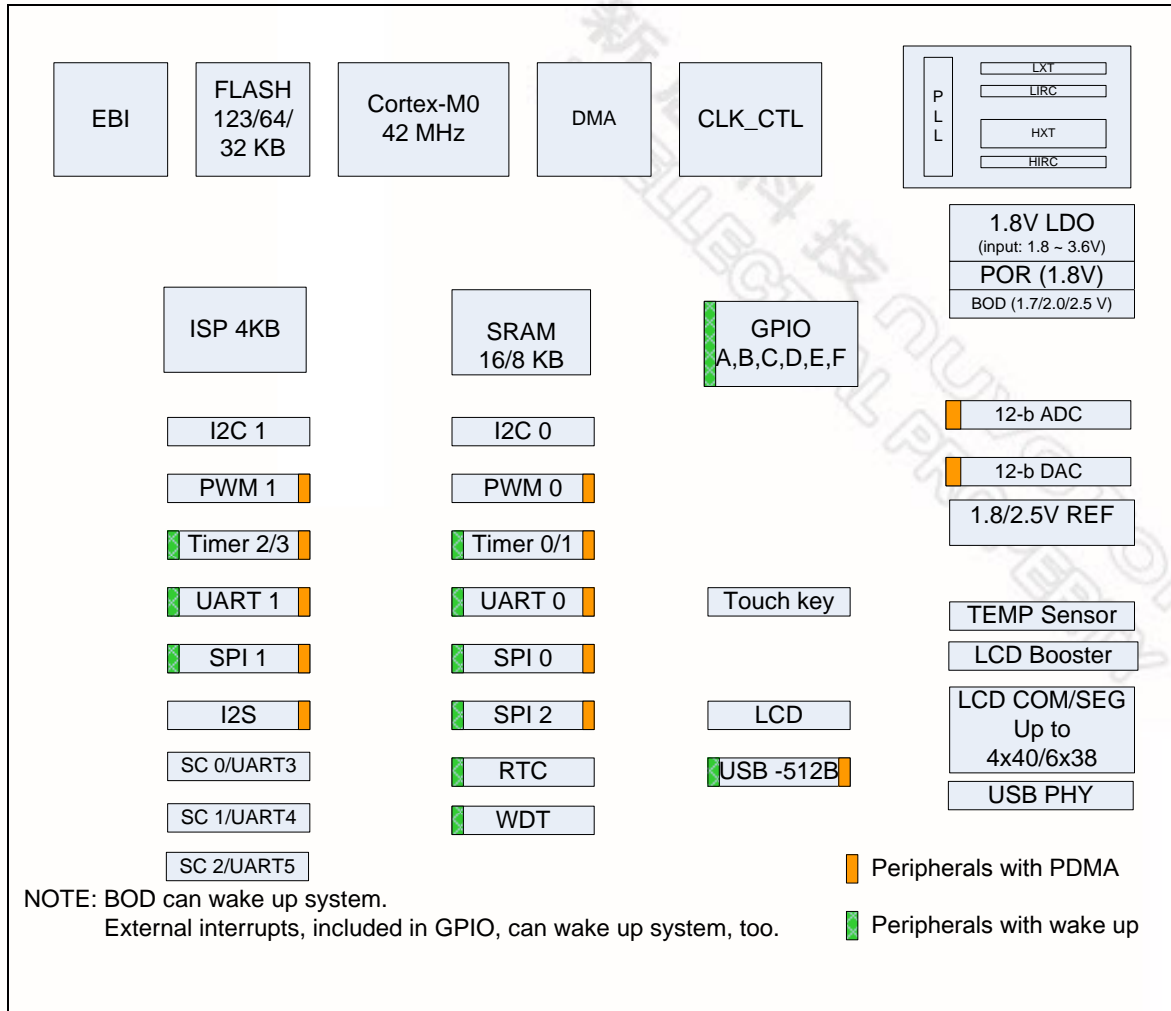 EBI
FLASH
123/64/
32 KB
Cortex-M0
42 MHz
DMA
CLK_CTL
P
L
L
LXT
LIRC
HXT
HIRC
1.8V LDO
(input: 1.8 ~ 3.6V)
POR (1.8V)
BOD (1.7/2.0/2.5 V)
ISP 4KB
SRAM
16/8 KB
GPIO
A,B,C,D,E,F
I2C 1
I2C 0
12-b ADC
PWM 1
PWM 0
12-b DAC
1.8/2.5V REF
Timer 2/3
Timer 0/1
UART 1
UART 0
Touch key
TEMP Sensor
SPI 1
SPI 0
LCD Booster
I2S
SPI 2
LCD
LCD COM/SEG
Up to
4x40/6x38
SC 0/UART3
RTC
USB -512B
USB PHY
SC 1/UART4
WDT
SC 2/UART5
Peripherals with PDMA
NOTE: BOD can wake up system.
External interrupts, included in GPIO, can wake up system, too.
Peripherals with wake up